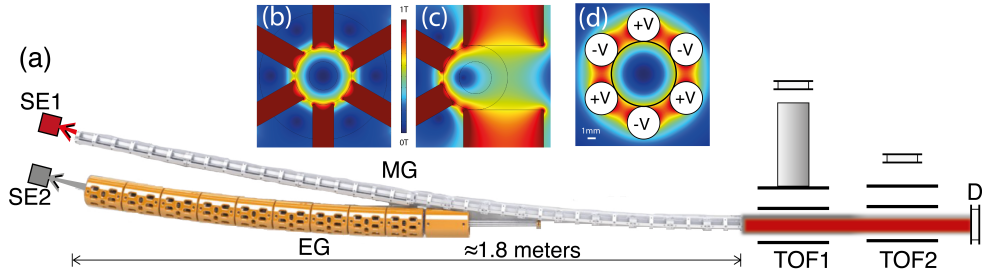 (a)
(b)
(c)
(d)
1T
0T
+V
-V
-V
+V
+V
-V
1mm
SE1
SE2
MG
EG
≈1.8 meters
TOF1
TOF2
D